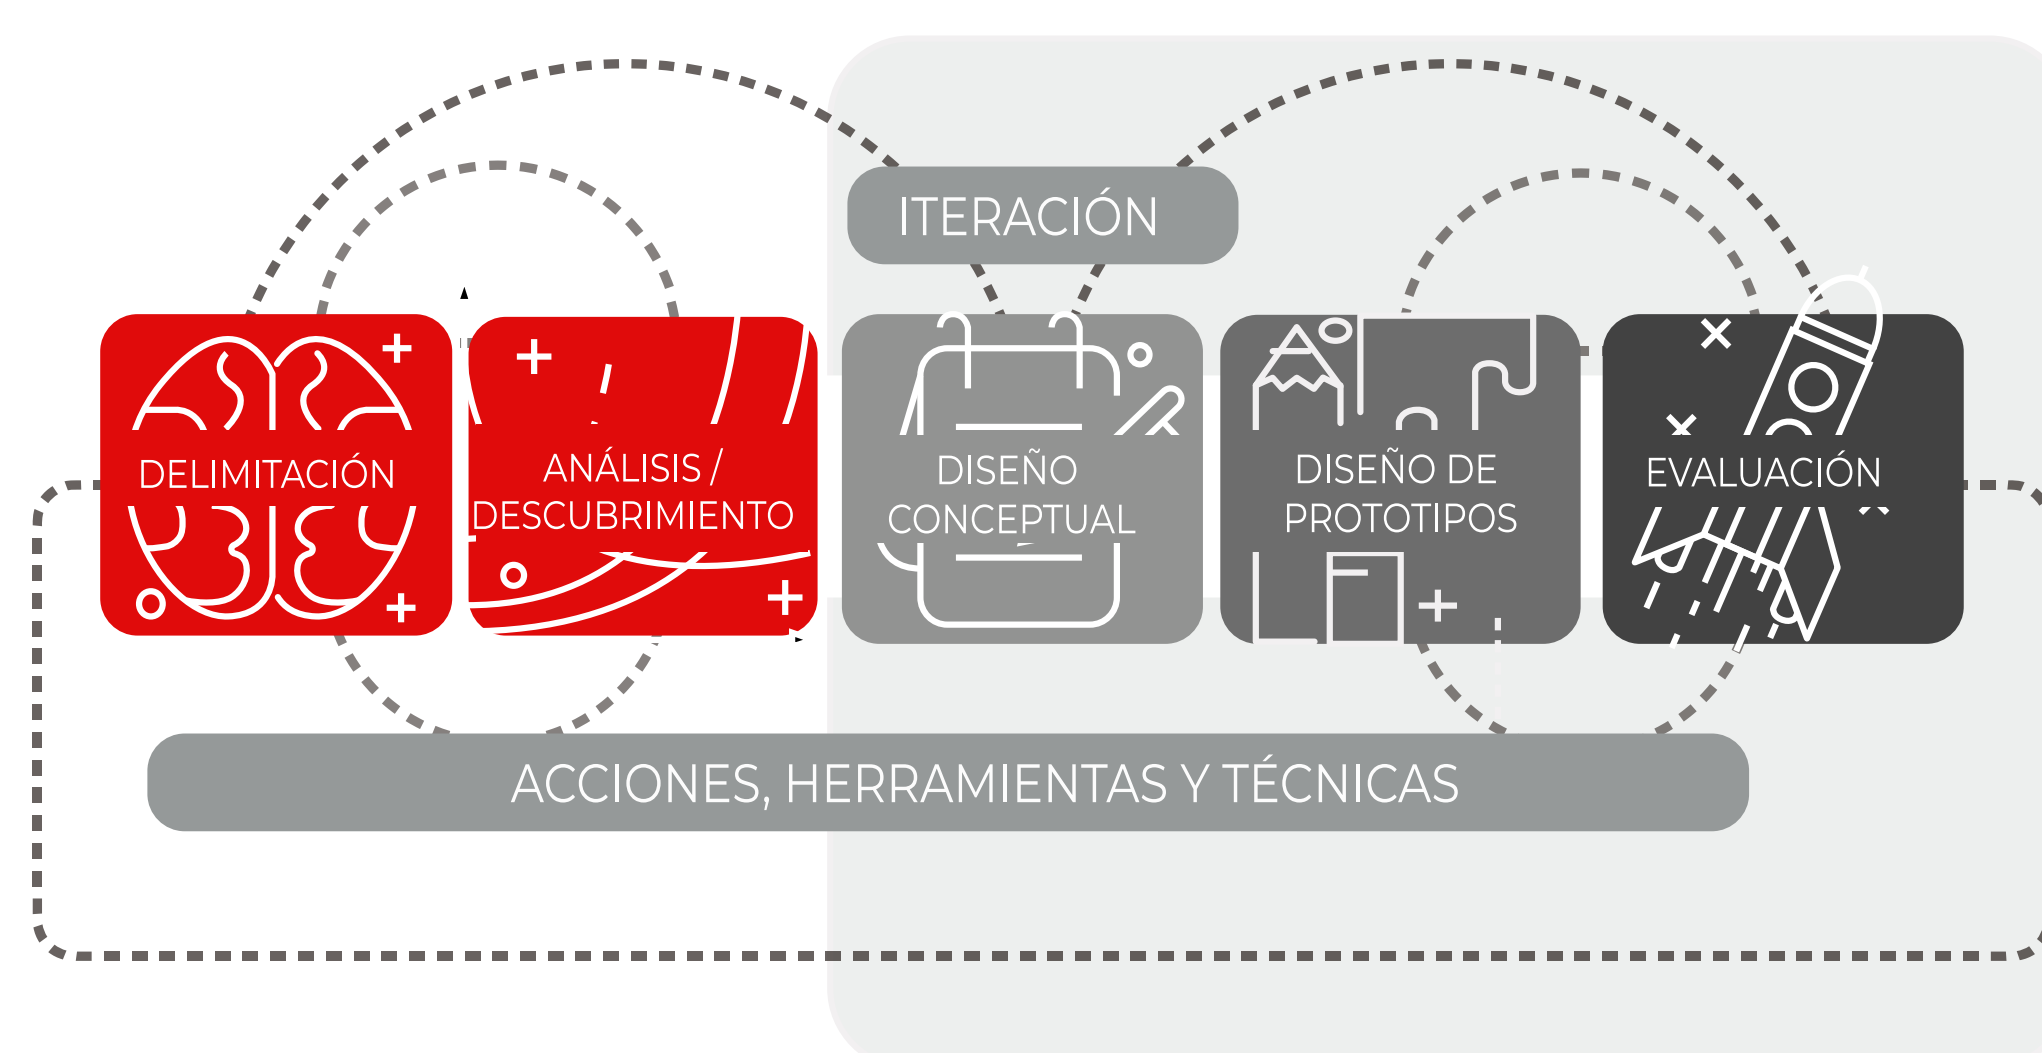 ITERACIÓN
DELIMITACIÓN
ANÁLISIS /
DESCUBRIMIENTO
DISEÑO
CONCEPTUAL
DISEÑO DE
PROTOTIPOS
EVALUACIÓN
ACCIONES, HERRAMIENTAS Y TÉCNICAS